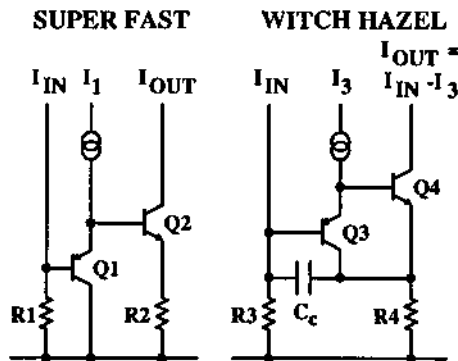 SUPER FAST
WITCH HAZEL
I_IN I_1 I_OUT
I_IN I_3 I_OUT = I_IN - I_3
Q1
Q2
R1
R2
Q3
Q4
R3
C_c
R4